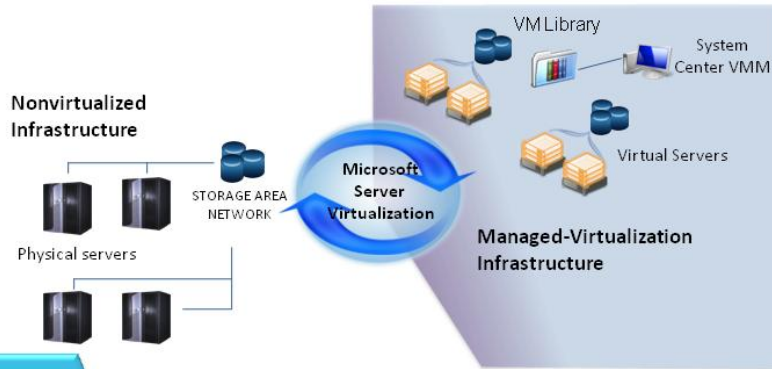 VM Library
System
Center VMM
Nonvirtualized
Infrastructure
STORAGE AREA
NETWORK
Microsoft
Server
Virtualization
Virtual Servers
Physical servers
Managed-Virtualization
Infrastructure